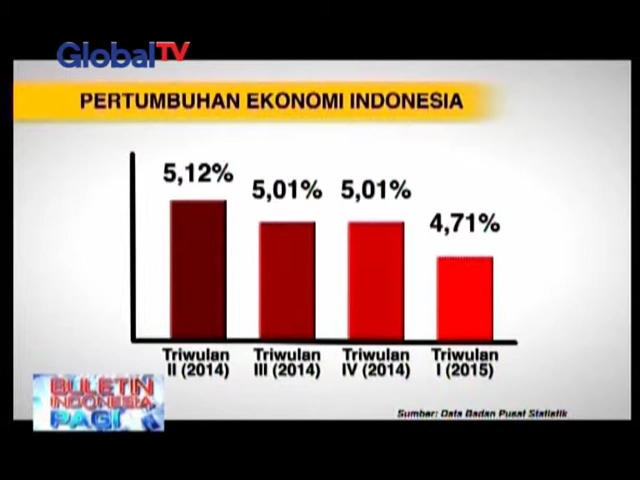 GlobalTV
PERTUMBUHAN EKONOMI INDONESIA
5,12%
5,01%
5,01%
4,71%
Triwulan II (2014)
Triwulan III (2014)
Triwulan IV (2014)
Triwulan I (2015)
BULETIN
INDONESIA
PAGI
Sumber: Data Badan Pusat Statistik